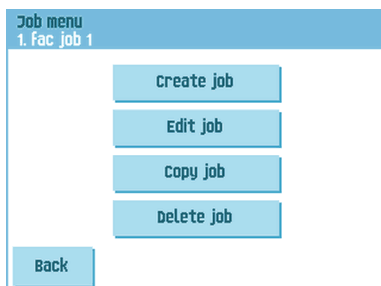 Job menu
1. Fac job 1
Create job
Edit job
Copy job
Delete job
Back